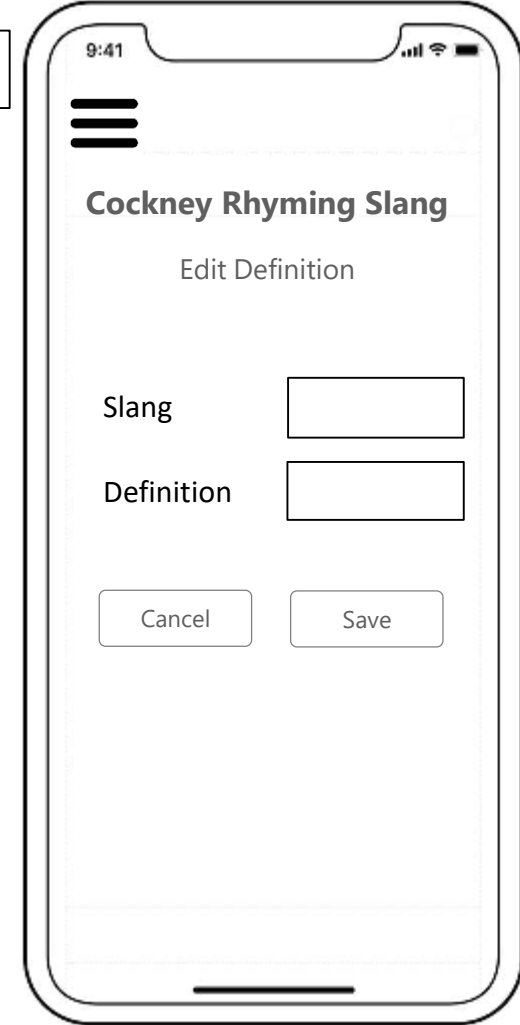 9:41
Cockney Rhyming Slang
Edit Definition
Slang
Definition
Cancel Save